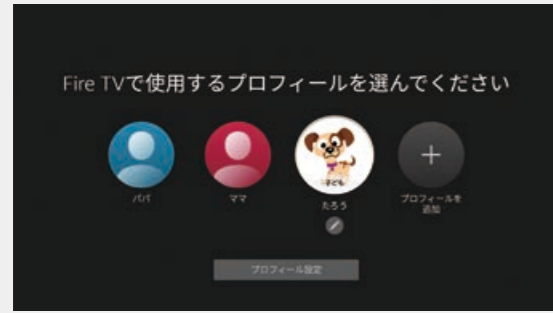 Fire TVで使用するプロフィールを選んでください
パパ
ママ
子ども
たろう
プロフィールを
追加
プロフィール設定